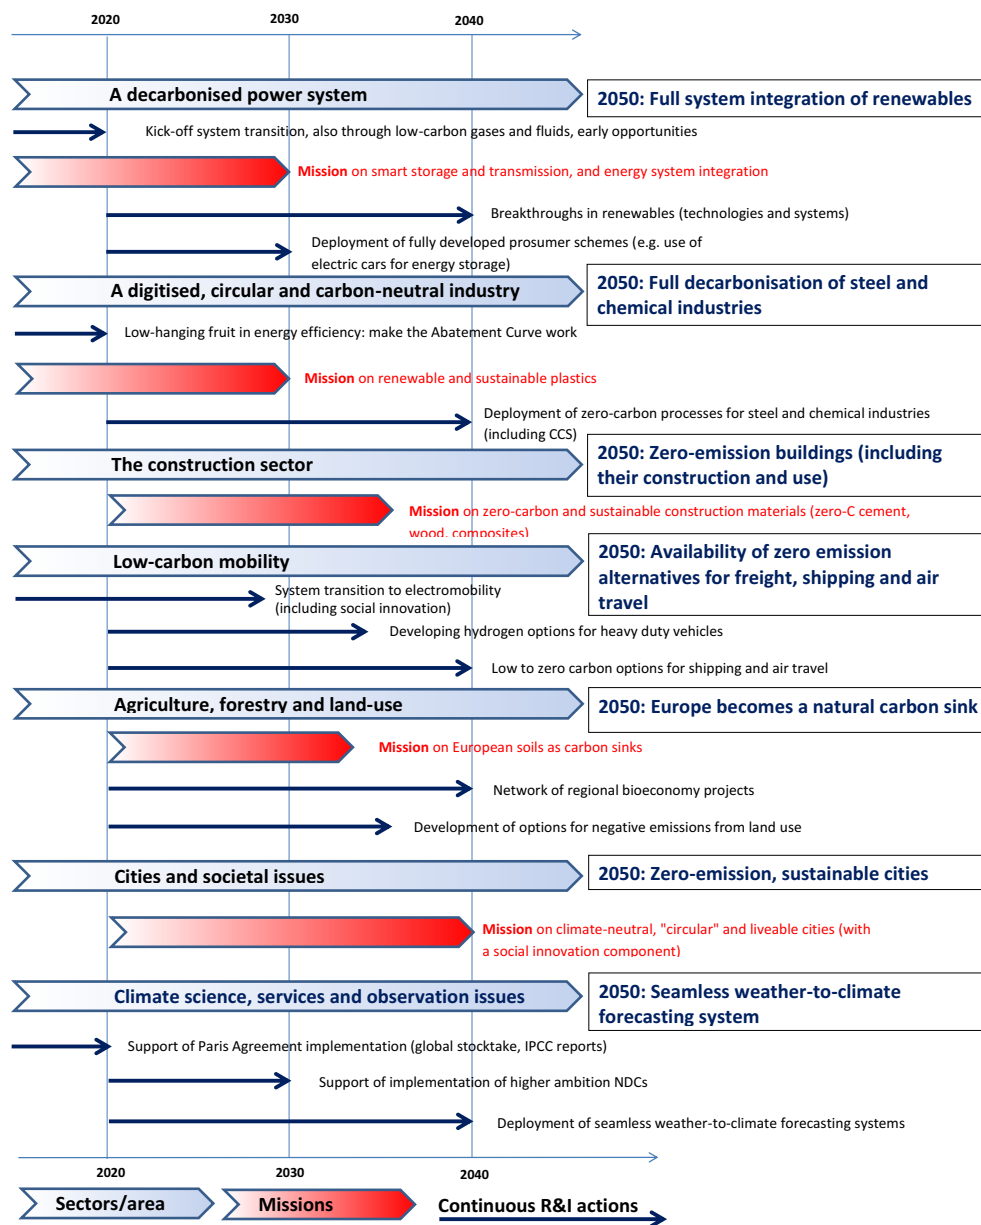 2020 2030 2040
A decarbonised power system
2050: Full system integration of renewables
Kick-off system transition, also through low-carbon gases and fluids, early opportunities
Mission on smart storage and transmission, and energy system integration
Breakthroughs in renewables (technologies and systems)
Deployment of fully developed prosumer schemes (e.g. use of
electric cars for energy storage)
A digitised, circular and carbon-neutral industry
2050: Full decarbonisation of steel and
chemical industries
Low-hanging fruit in energy efficiency: make the Abatement Curve work
Mission on renewable and sustainable plastics
Deployment of zero-carbon processes for steel and chemical industries
(including CCS)
The construction sector
2050: Zero-emission buildings (including
their construction and use)
Mission on zero-carbon and sustainable construction materials (zero-C cement,
wood, composites)
Low-carbon mobility
2050: Availability of zero emission
alternatives for freight, shipping and air
travel
System transition to electromobility
(including social innovation)
Developing hydrogen options for heavy duty vehicles
Low to zero carbon options for shipping and air travel
Agriculture, forestry and land-use
2050: Europe becomes a natural carbon sink
Mission on European soils as carbon sinks
Network of regional bioeconomy projects
Development of options for negative emissions from land use
Cities and societal issues
2050: Zero-emission, sustainable cities
Mission on climate-neutral, "circular" and liveable cities (with
a social innovation component)
Climate science, services and observation issues
2050: Seamless weather-to-climate
forecasting system
Support of Paris Agreement implementation (global stocktake, IPCC reports)
Support of implementation of higher ambition NDCs
Deployment of seamless weather-to-climate forecasting systems
2020 2030 2040
Sectors/area Missions Continuous R&I actions